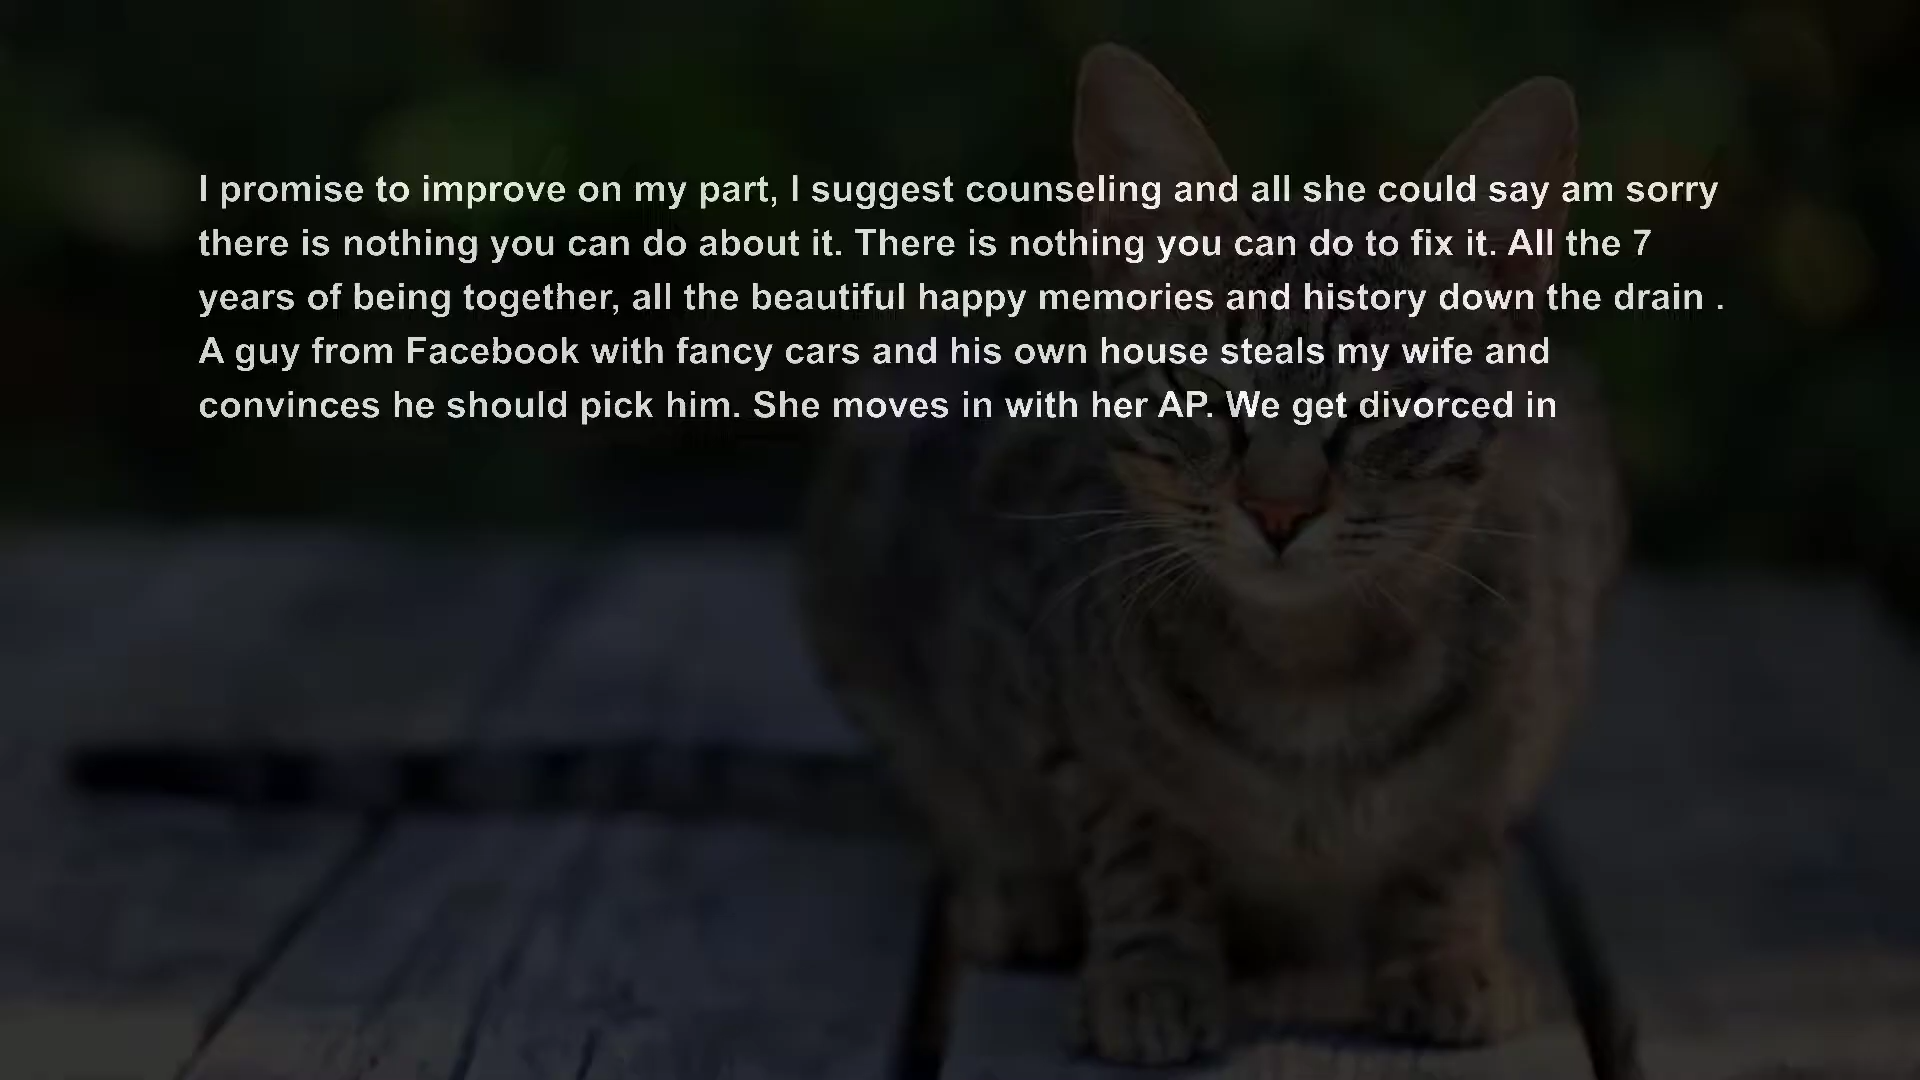 I promise to improve on my part, I suggest counseling and all she could say am sorry
there is nothing you can do about it. There is nothing you can do to fix it. All the 7
years of being together, all the beautiful happy memories and history down the drain .
A guy from Facebook with fancy cars and his own house steals my wife and
convinces he should pick him. She moves in with her AP. We get divorced in